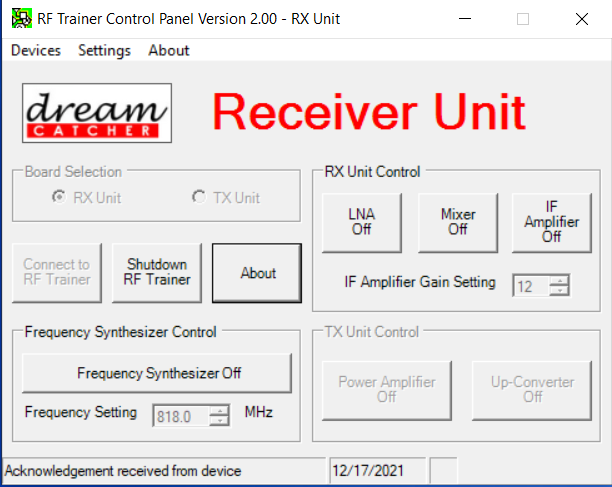 RF Trainer Control Panel Version 2.00 - RX Unit
Devices Settings About
dream
CATCHER
Receiver Unit
Board Selection
RX Unit
TX Unit
RX Unit Control
LNA
Off
Mixer
Off
IF
Amplifier
Off
Connect to
RF Trainer
Shutdown
RF Trainer
About
IF Amplifier Gain Setting 12
Frequency Synthesizer Control
Frequency Synthesizer Off
Frequency Setting 818.0 MHz
TX Unit Control
Power Amplifier
Off
Up-Converter
Off
Acknowledgement received from device
12/17/2021